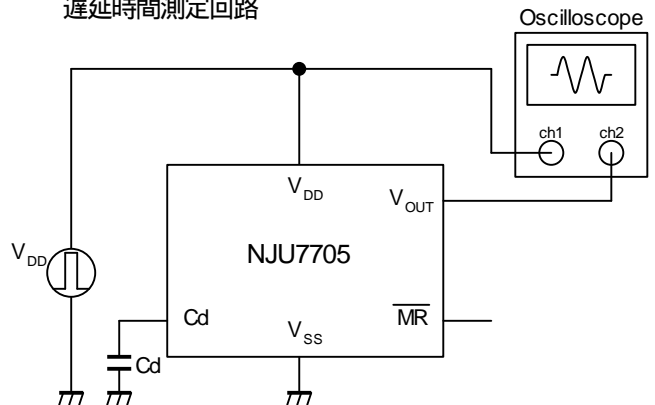 遅延時間測定回路
Oscilloscope
ch1 ch2
VDD
VOUT
VDD
NJU7705
Cd
MR
VSS
Cd